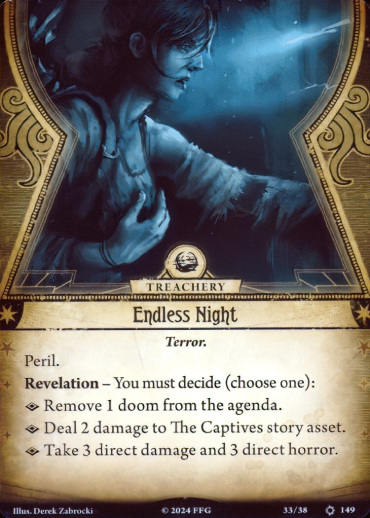 TREACHERY
Endless Night
Terror.
Peril.
Revelation – You must decide (choose one):
Remove 1 doom from the agenda.
Deal 2 damage to The Captives story asset.
Take 3 direct damage and 3 direct horror.
Illus. Derek Zabrocki © 2024 FFG 33/38 149